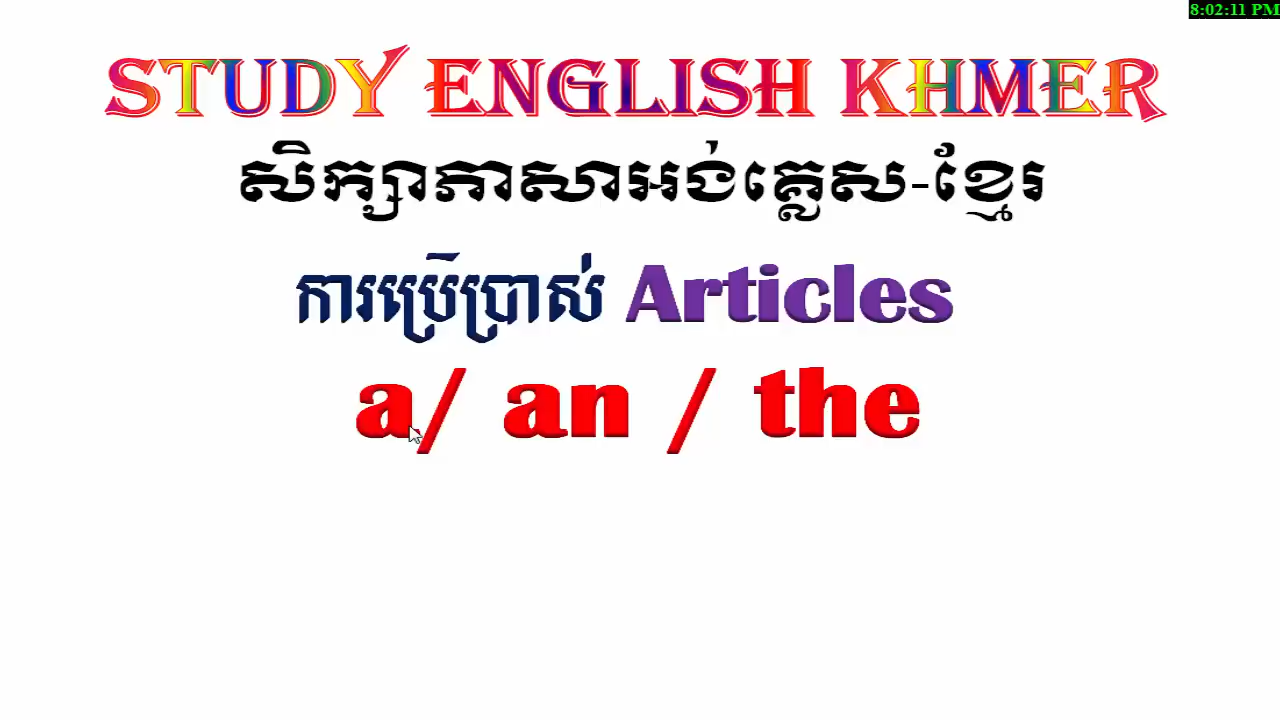 8:02:11 PM
STUDY ENGLISH KHMER
សិក្សាភាសាអង់គ្លេស-ខ្មែរ
ការប្រើប្រាស់ Articles
a/ an / the